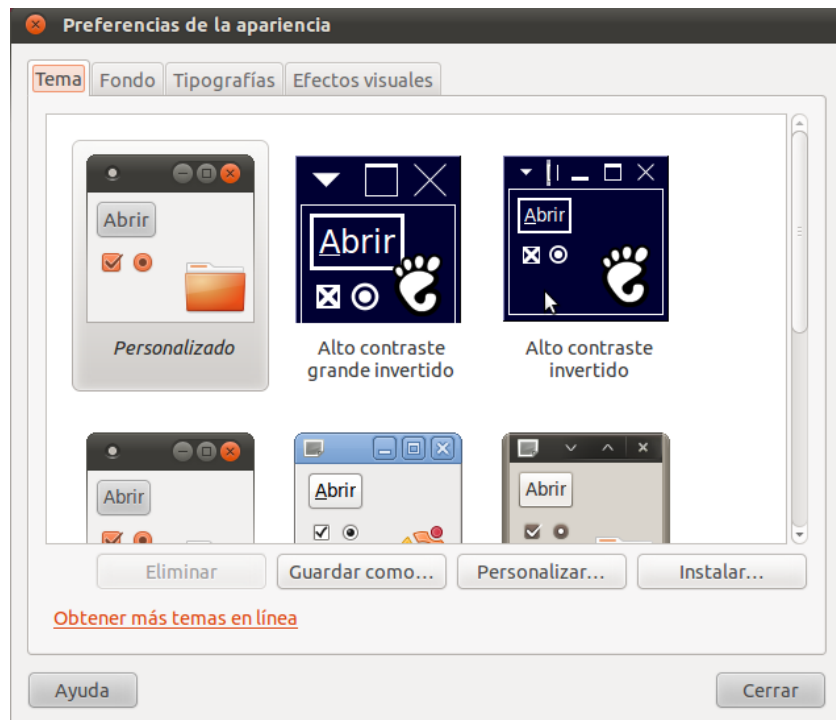 Preferencias de la apariencia
Tema Fondo Tipografías Efectos visuales
Abrir Abrir Abrir
Personalizado Alto contraste grande invertido Alto contraste invertido
Abrir Abrir Abrir
Eliminar Guardar como... Personalizar... Instalar...
Obtener más temas en línea
Ayuda Cerrar